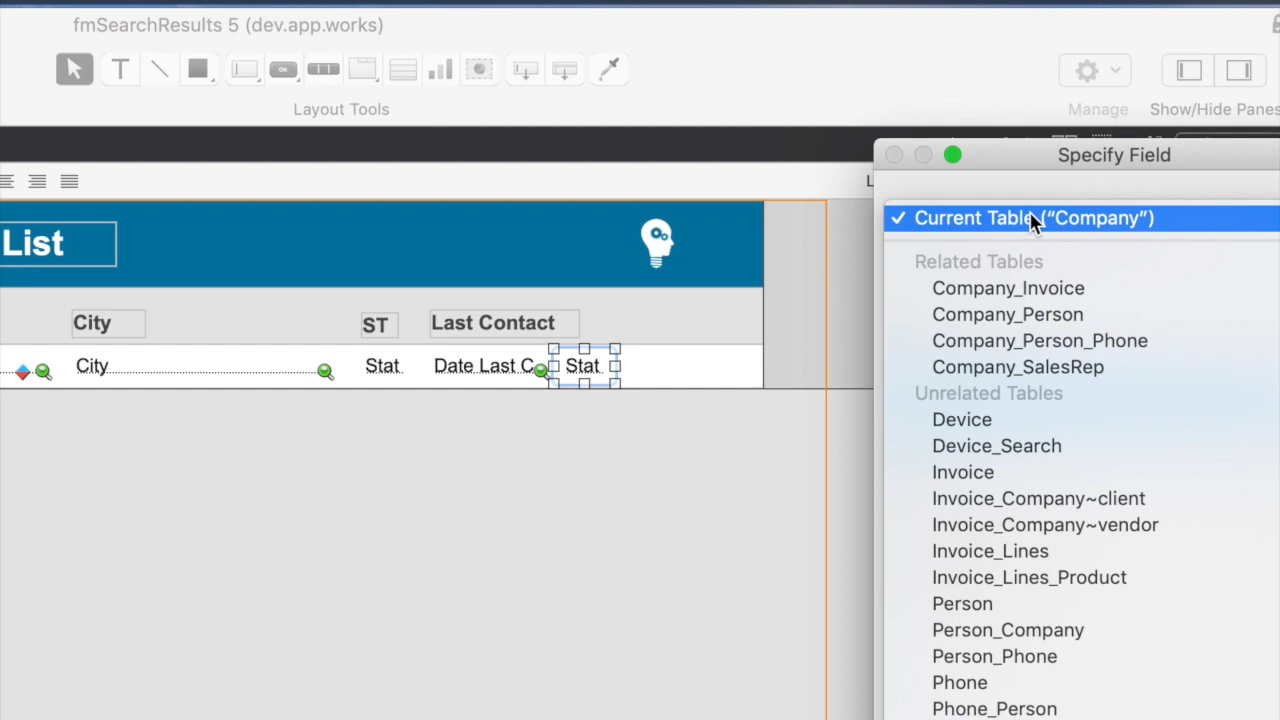 fmSearchResults 5 (dev.app.works)
OK
Layout Tools
Manage
Show/Hide Panes
Specify Field
L
List
✓ Current Table (“Company”)
Related Tables
Company_Invoice
Company_Person
Company_Person_Phone
Company_SalesRep
Unrelated Tables
Device
Device_Search
Invoice
Invoice_Company~client
Invoice_Company~vendor
Invoice_Lines
Invoice_Lines_Product
Person
Person_Company
Person_Phone
Phone
Phone_Person
City
ST
Last Contact
City
Stat
Date Last C
Stat